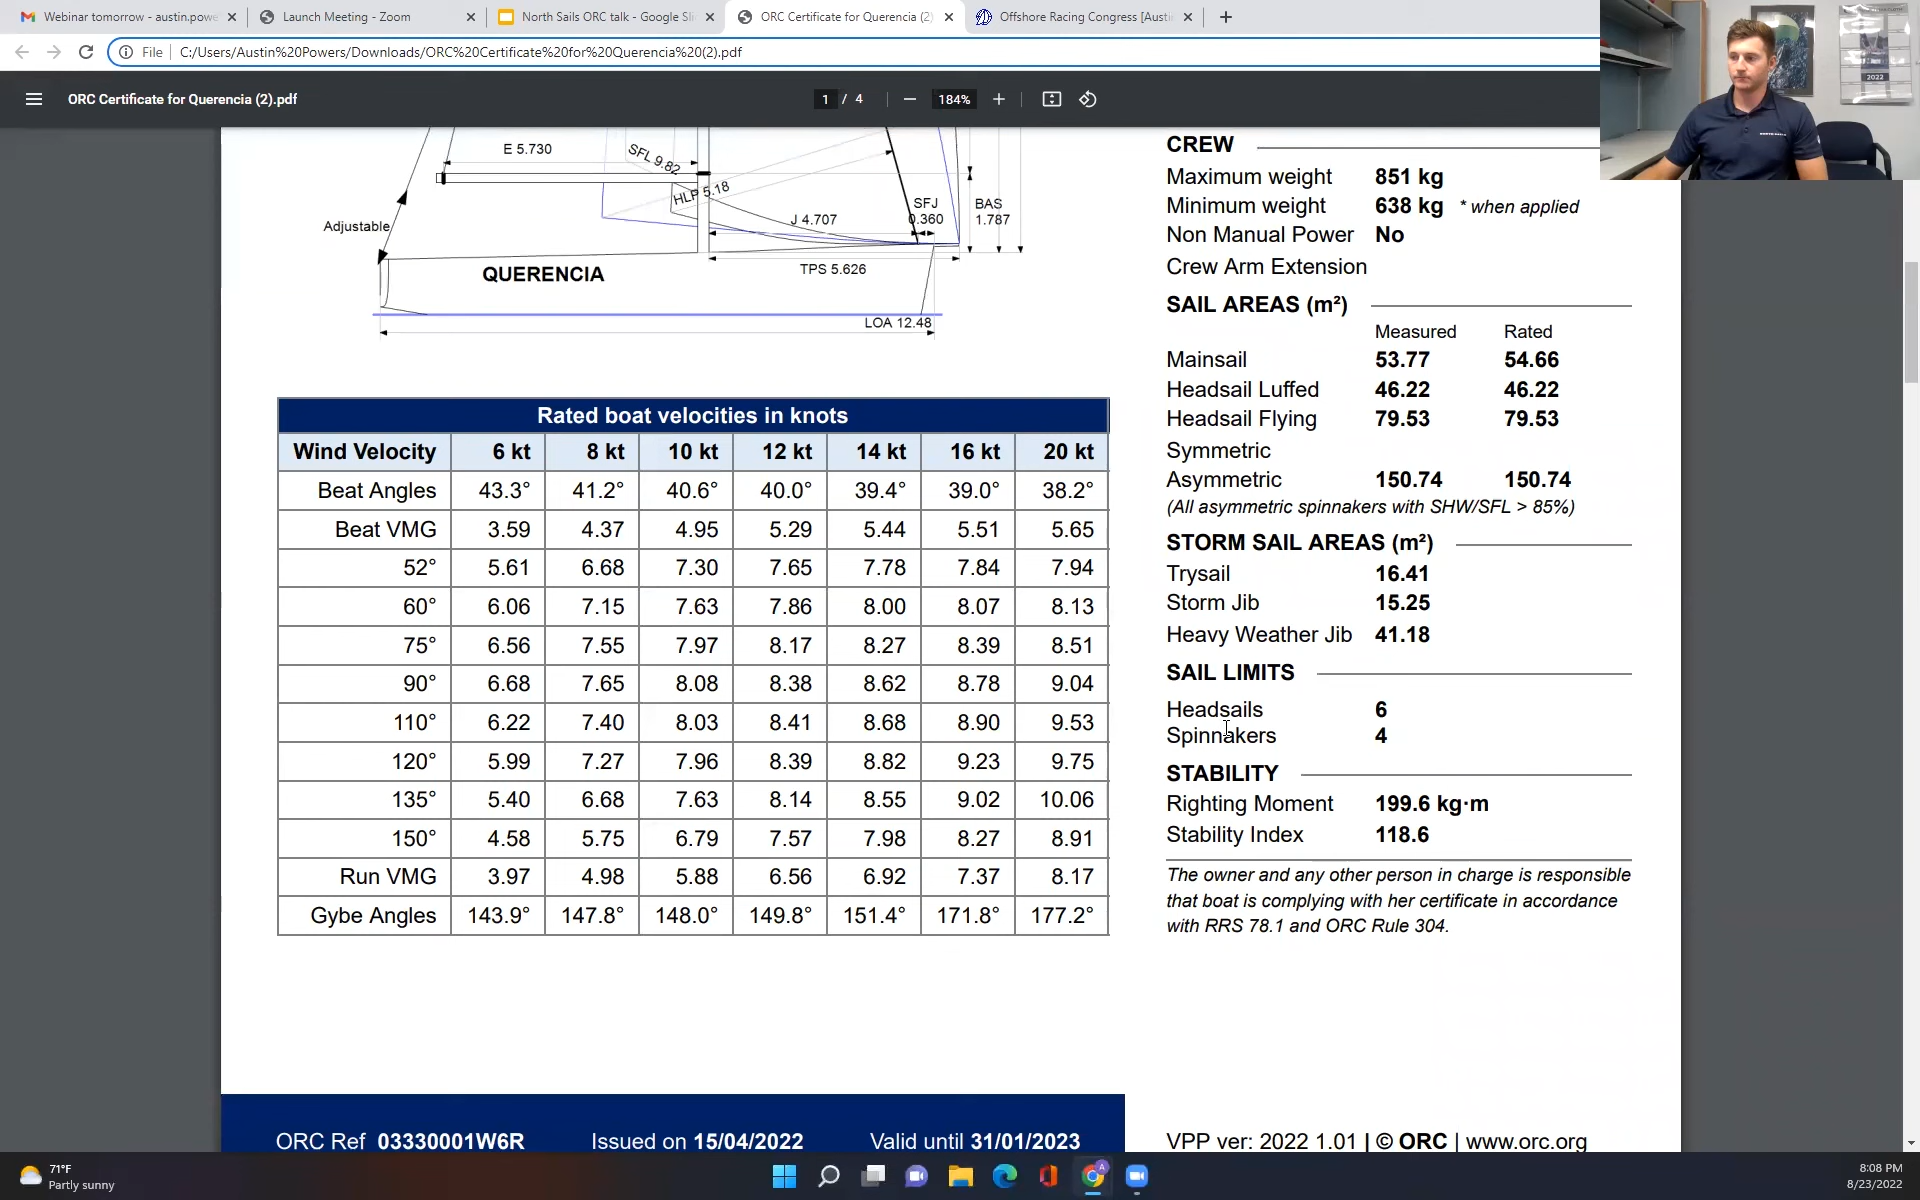 Webinar tomorrow - austin.powe
Launch Meeting - Zoom
North Sails ORC talk - Google Sli
ORC Certificate for Querencia (2)
Offshore Racing Congress [Austi
File
C:/Users/Austin%20Powers/Downloads/ORC%20Certificate%20for%20Querencia%20(2).pdf
ORC Certificate for Querencia (2).pdf
1 / 4
184%
2022
E 5.730
SFL 9.82
HLP 5.18
Adjustable
J 4.707
SFJ
0.360
BAS
1.787
QUERENCIA
TPS 5.626
LOA 12.48
Rated boat velocities in knots
Wind Velocity 6 kt 8 kt 10 kt 12 kt 14 kt 16 kt 20 kt
Beat Angles 43.3° 41.2° 40.6° 40.0° 39.4° 39.0° 38.2°
Beat VMG 3.59 4.37 4.95 5.29 5.44 5.51 5.65
52° 5.61 6.68 7.30 7.65 7.78 7.84 7.94
60° 6.06 7.15 7.63 7.86 8.00 8.07 8.13
75° 6.56 7.55 7.97 8.17 8.27 8.39 8.51
90° 6.68 7.65 8.08 8.38 8.62 8.78 9.04
110° 6.22 7.40 8.03 8.41 8.68 8.90 9.53
120° 5.99 7.27 7.96 8.39 8.82 9.23 9.75
135° 5.40 6.68 7.63 8.14 8.55 9.02 10.06
150° 4.58 5.75 6.79 7.57 7.98 8.27 8.91
Run VMG 3.97 4.98 5.88 6.56 6.92 7.37 8.17
Gybe Angles 143.9° 147.8° 148.0° 149.8° 151.4° 171.8° 177.2°
CREW
Maximum weight 851 kg
Minimum weight 638 kg * when applied
Non Manual Power No
Crew Arm Extension
SAIL AREAS (m²)
Measured Rated
Mainsail 53.77 54.66
Headsail Luffed 46.22 46.22
Headsail Flying 79.53 79.53
Symmetric
Asymmetric 150.74 150.74
(All asymmetric spinnakers with SHW/SFL > 85%)
STORM SAIL AREAS (m²)
Trysail 16.41
Storm Jib 15.25
Heavy Weather Jib 41.18
SAIL LIMITS
Headsails 6
Spinnakers 4
STABILITY
Righting Moment 199.6 kg·m
Stability Index 118.6
The owner and any other person in charge is responsible
that boat is complying with her certificate in accordance
with RRS 78.1 and ORC Rule 304.
ORC Ref 03330001W6R Issued on 15/04/2022 Valid until 31/01/2023
VPP ver: 2022 1.01 | © ORC | www.orc.org
71°F
Partly sunny
8:08 PM
8/23/2022